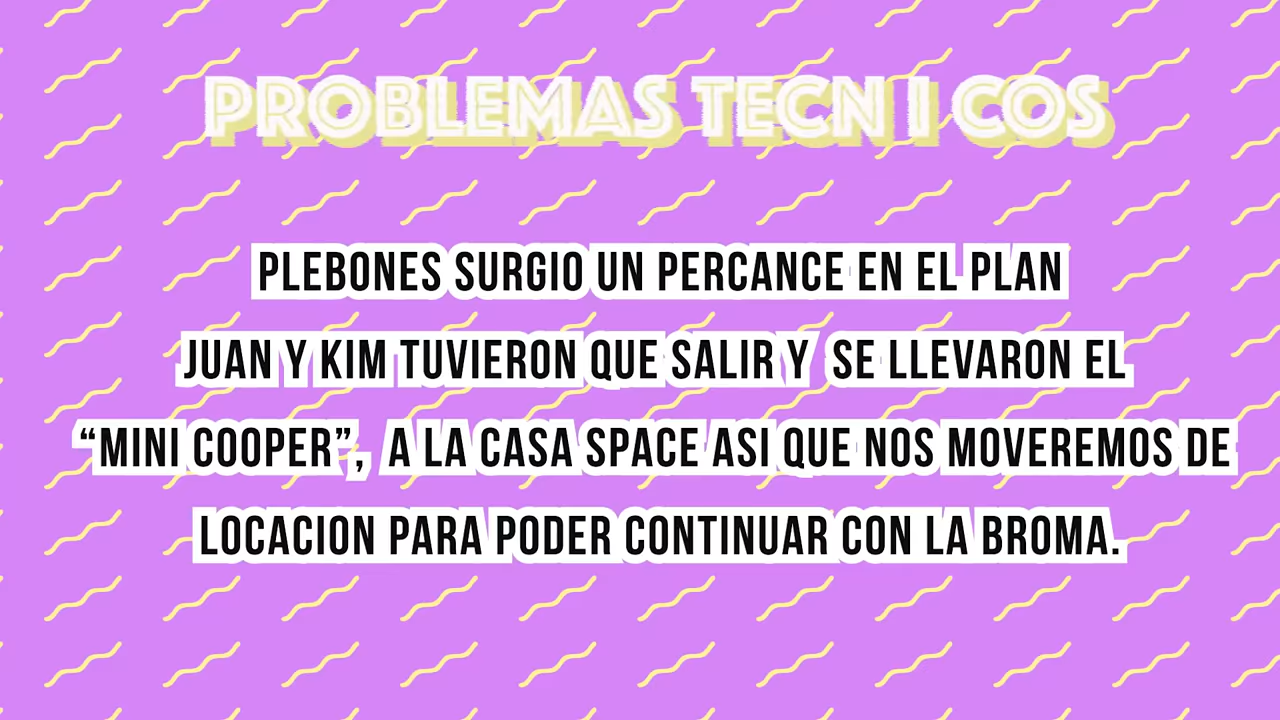 PROBLEMAS TECN I COS
PLEBONES SURGIO UN PERCANCE EN EL PLAN
JUAN Y KIM TUVIERON QUE SALIR Y SE LLEVARON EL
“MINI COOPER”, A LA CASA SPACE ASI QUE NOS MOVEREMOS DE
LOCACION PARA PODER CONTINUAR CON LA BROMA.